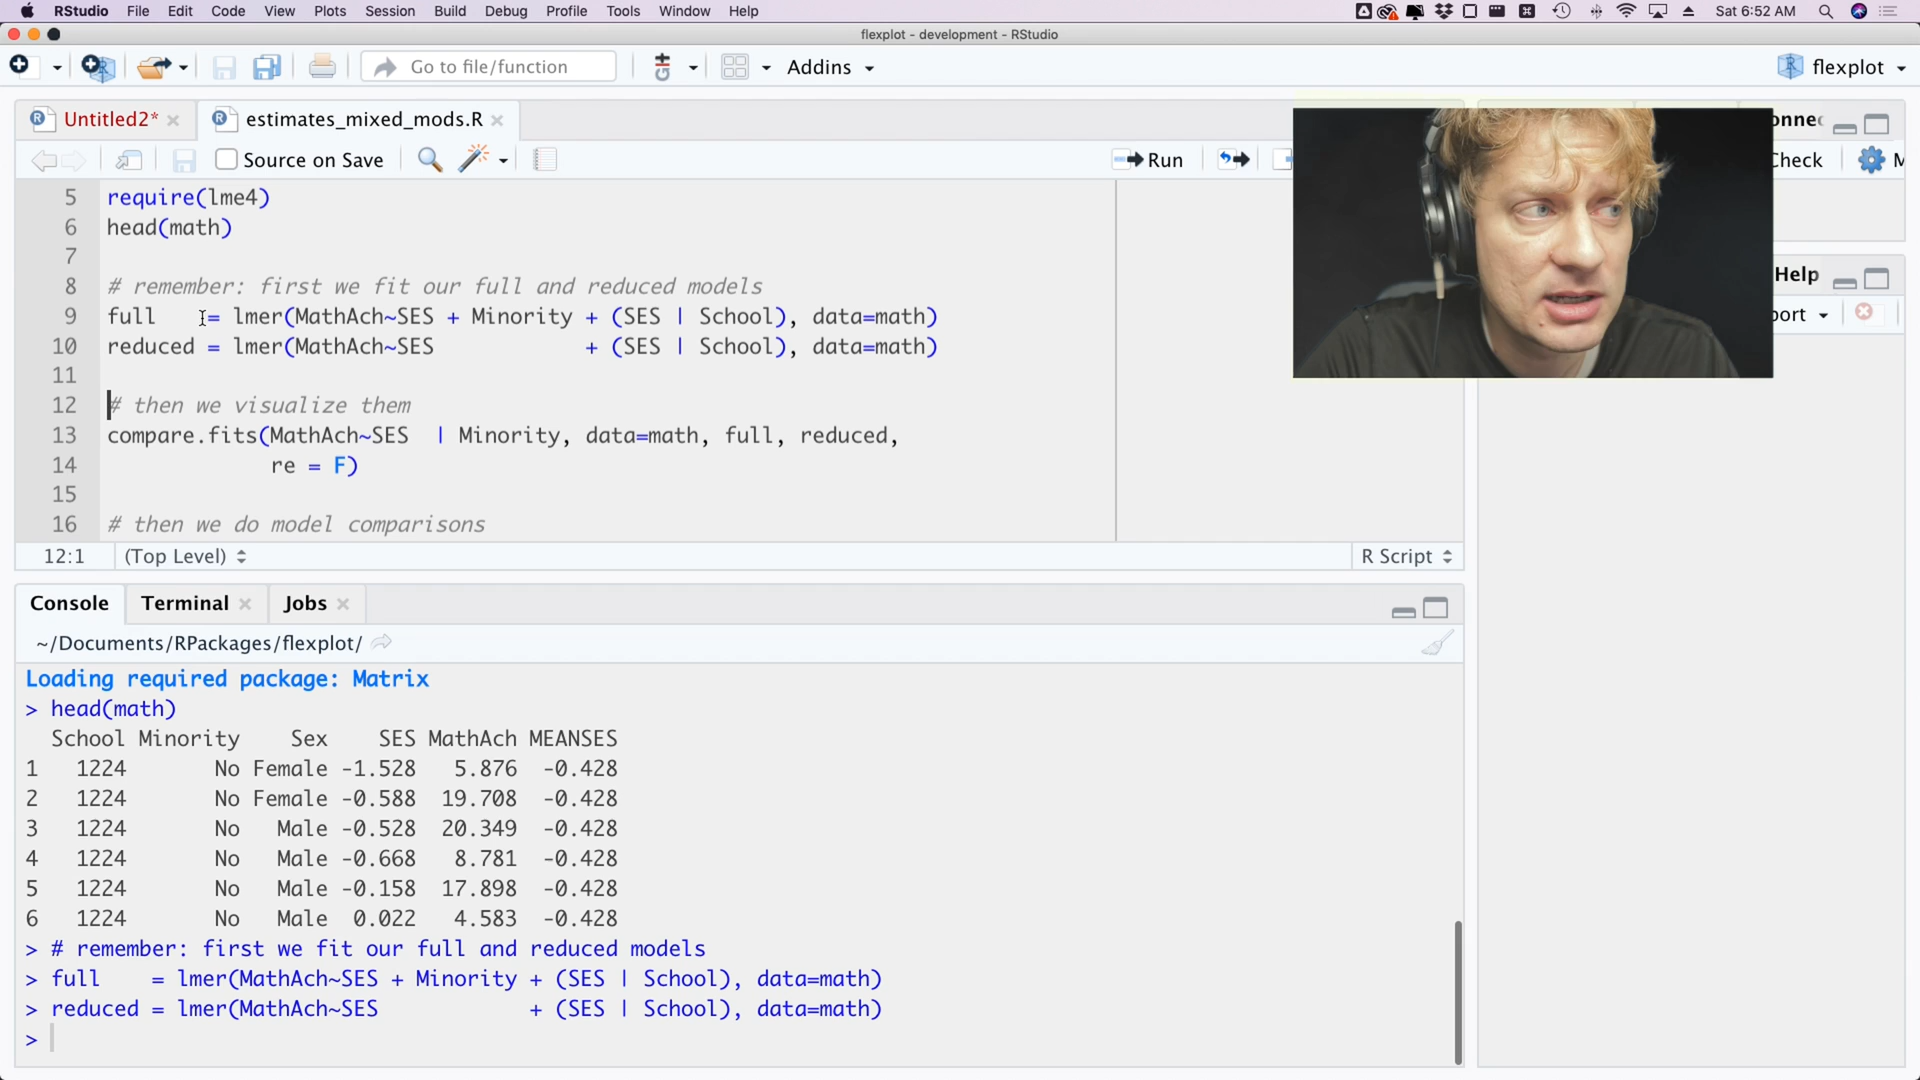 RStudio File Edit Code View Plots Session Build Debug Profile Tools Window Help Sat 6:52 AM
flexplot - development - RStudio
Go to file/function Addins flexplot
Untitled2* estimates_mixed_mods.R
Source on Save Run Check
5 require(lme4)
6 head(math)
7
8 # remember: first we fit our full and reduced models
9 full = lmer(MathAch~SES + Minority + (SES | School), data=math)
10 reduced = lmer(MathAch~SES + (SES | School), data=math)
11
12 # then we visualize them
13 compare.fits(MathAch~SES | Minority, data=math, full, reduced,
14 re = F)
15
16 # then we do model comparisons
12:1 (Top Level) R Script
Help
Console Terminal Jobs
~/Documents/RPackages/flexplot/
Loading required package: Matrix
> head(math)
School Minority Sex SES MathAch MEANSES
1 1224 No Female -1.528 5.876 -0.428
2 1224 No Female -0.588 19.708 -0.428
3 1224 No Male -0.528 20.349 -0.428
4 1224 No Male -0.668 8.781 -0.428
5 1224 No Male -0.158 17.898 -0.428
6 1224 No Male 0.022 4.583 -0.428
> # remember: first we fit our full and reduced models
> full = lmer(MathAch~SES + Minority + (SES | School), data=math)
> reduced = lmer(MathAch~SES + (SES | School), data=math)
>